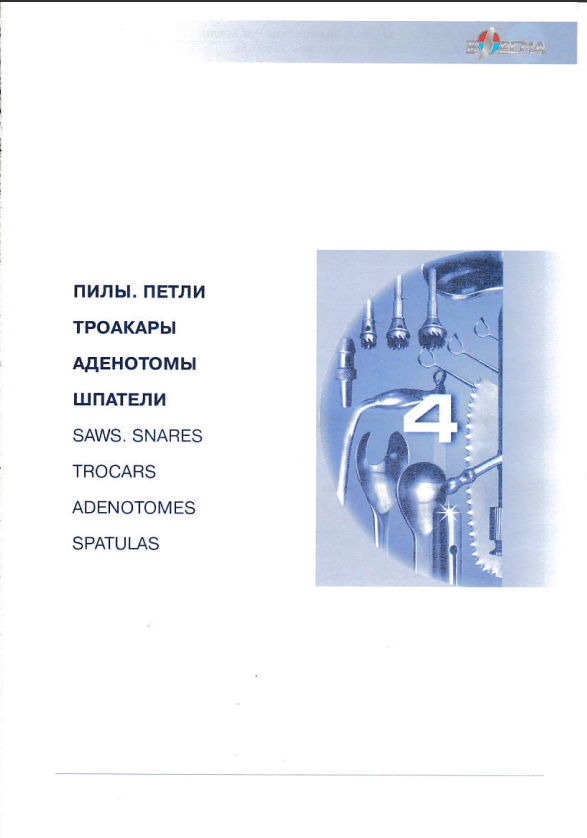 ПИЛЫ. ПЕТЛИ
ТРОАКАРЫ
АДЕНОТОМЫ
ШПАТЕЛИ
SAWS. SNARES
TROCARS
ADENOTOMES
SPATULAS
4